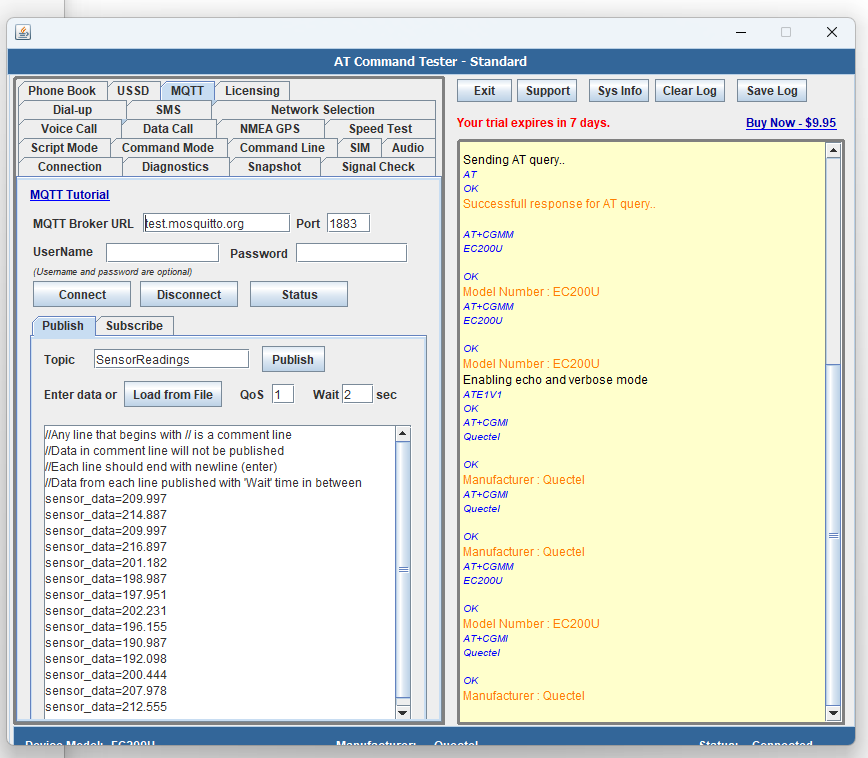 AT Command Tester - Standard
Phone Book USSD MQTT Licensing
Dial-up SMS Network Selection
Voice Call Data Call NMEA GPS Speed Test
Script Mode Command Mode Command Line SIM Audio
Connection Diagnostics Snapshot Signal Check
MQTT Tutorial
MQTT Broker URL test.mosquitto.org Port 1883
UserName Password
(Username and password are optional)
Connect Disconnect Status
Publish Subscribe
Topic SensorReadings Publish
Enter data or Load from File QoS 1 Wait 2 sec
//Any line that begins with // is a comment line
//Data in comment line will not be published
//Each line should end with newline (enter)
//Data from each line published with 'Wait' time in between
sensor_data=209.997
sensor_data=214.887
sensor_data=209.997
sensor_data=216.897
sensor_data=201.182
sensor_data=198.987
sensor_data=197.951
sensor_data=202.231
sensor_data=196.155
sensor_data=190.987
sensor_data=192.098
sensor_data=200.444
sensor_data=207.978
sensor_data=212.555
Exit Support Sys Info Clear Log Save Log
Your trial expires in 7 days. Buy Now - $9.95
Sending AT query..
AT
OK
Successfull response for AT query..
AT+CGMM
EC200U
OK
Model Number : EC200U
AT+CGMM
EC200U
OK
Model Number : EC200U
Enabling echo and verbose mode
ATE1V1
OK
AT+CGMI
Quectel
OK
Manufacturer : Quectel
AT+CGMI
Quectel
OK
Manufacturer : Quectel
AT+CGMM
EC200U
OK
Model Number : EC200U
AT+CGMI
Quectel
OK
Manufacturer : Quectel
Device Model: EC200U Manufacturer: Quectel Status: Connected